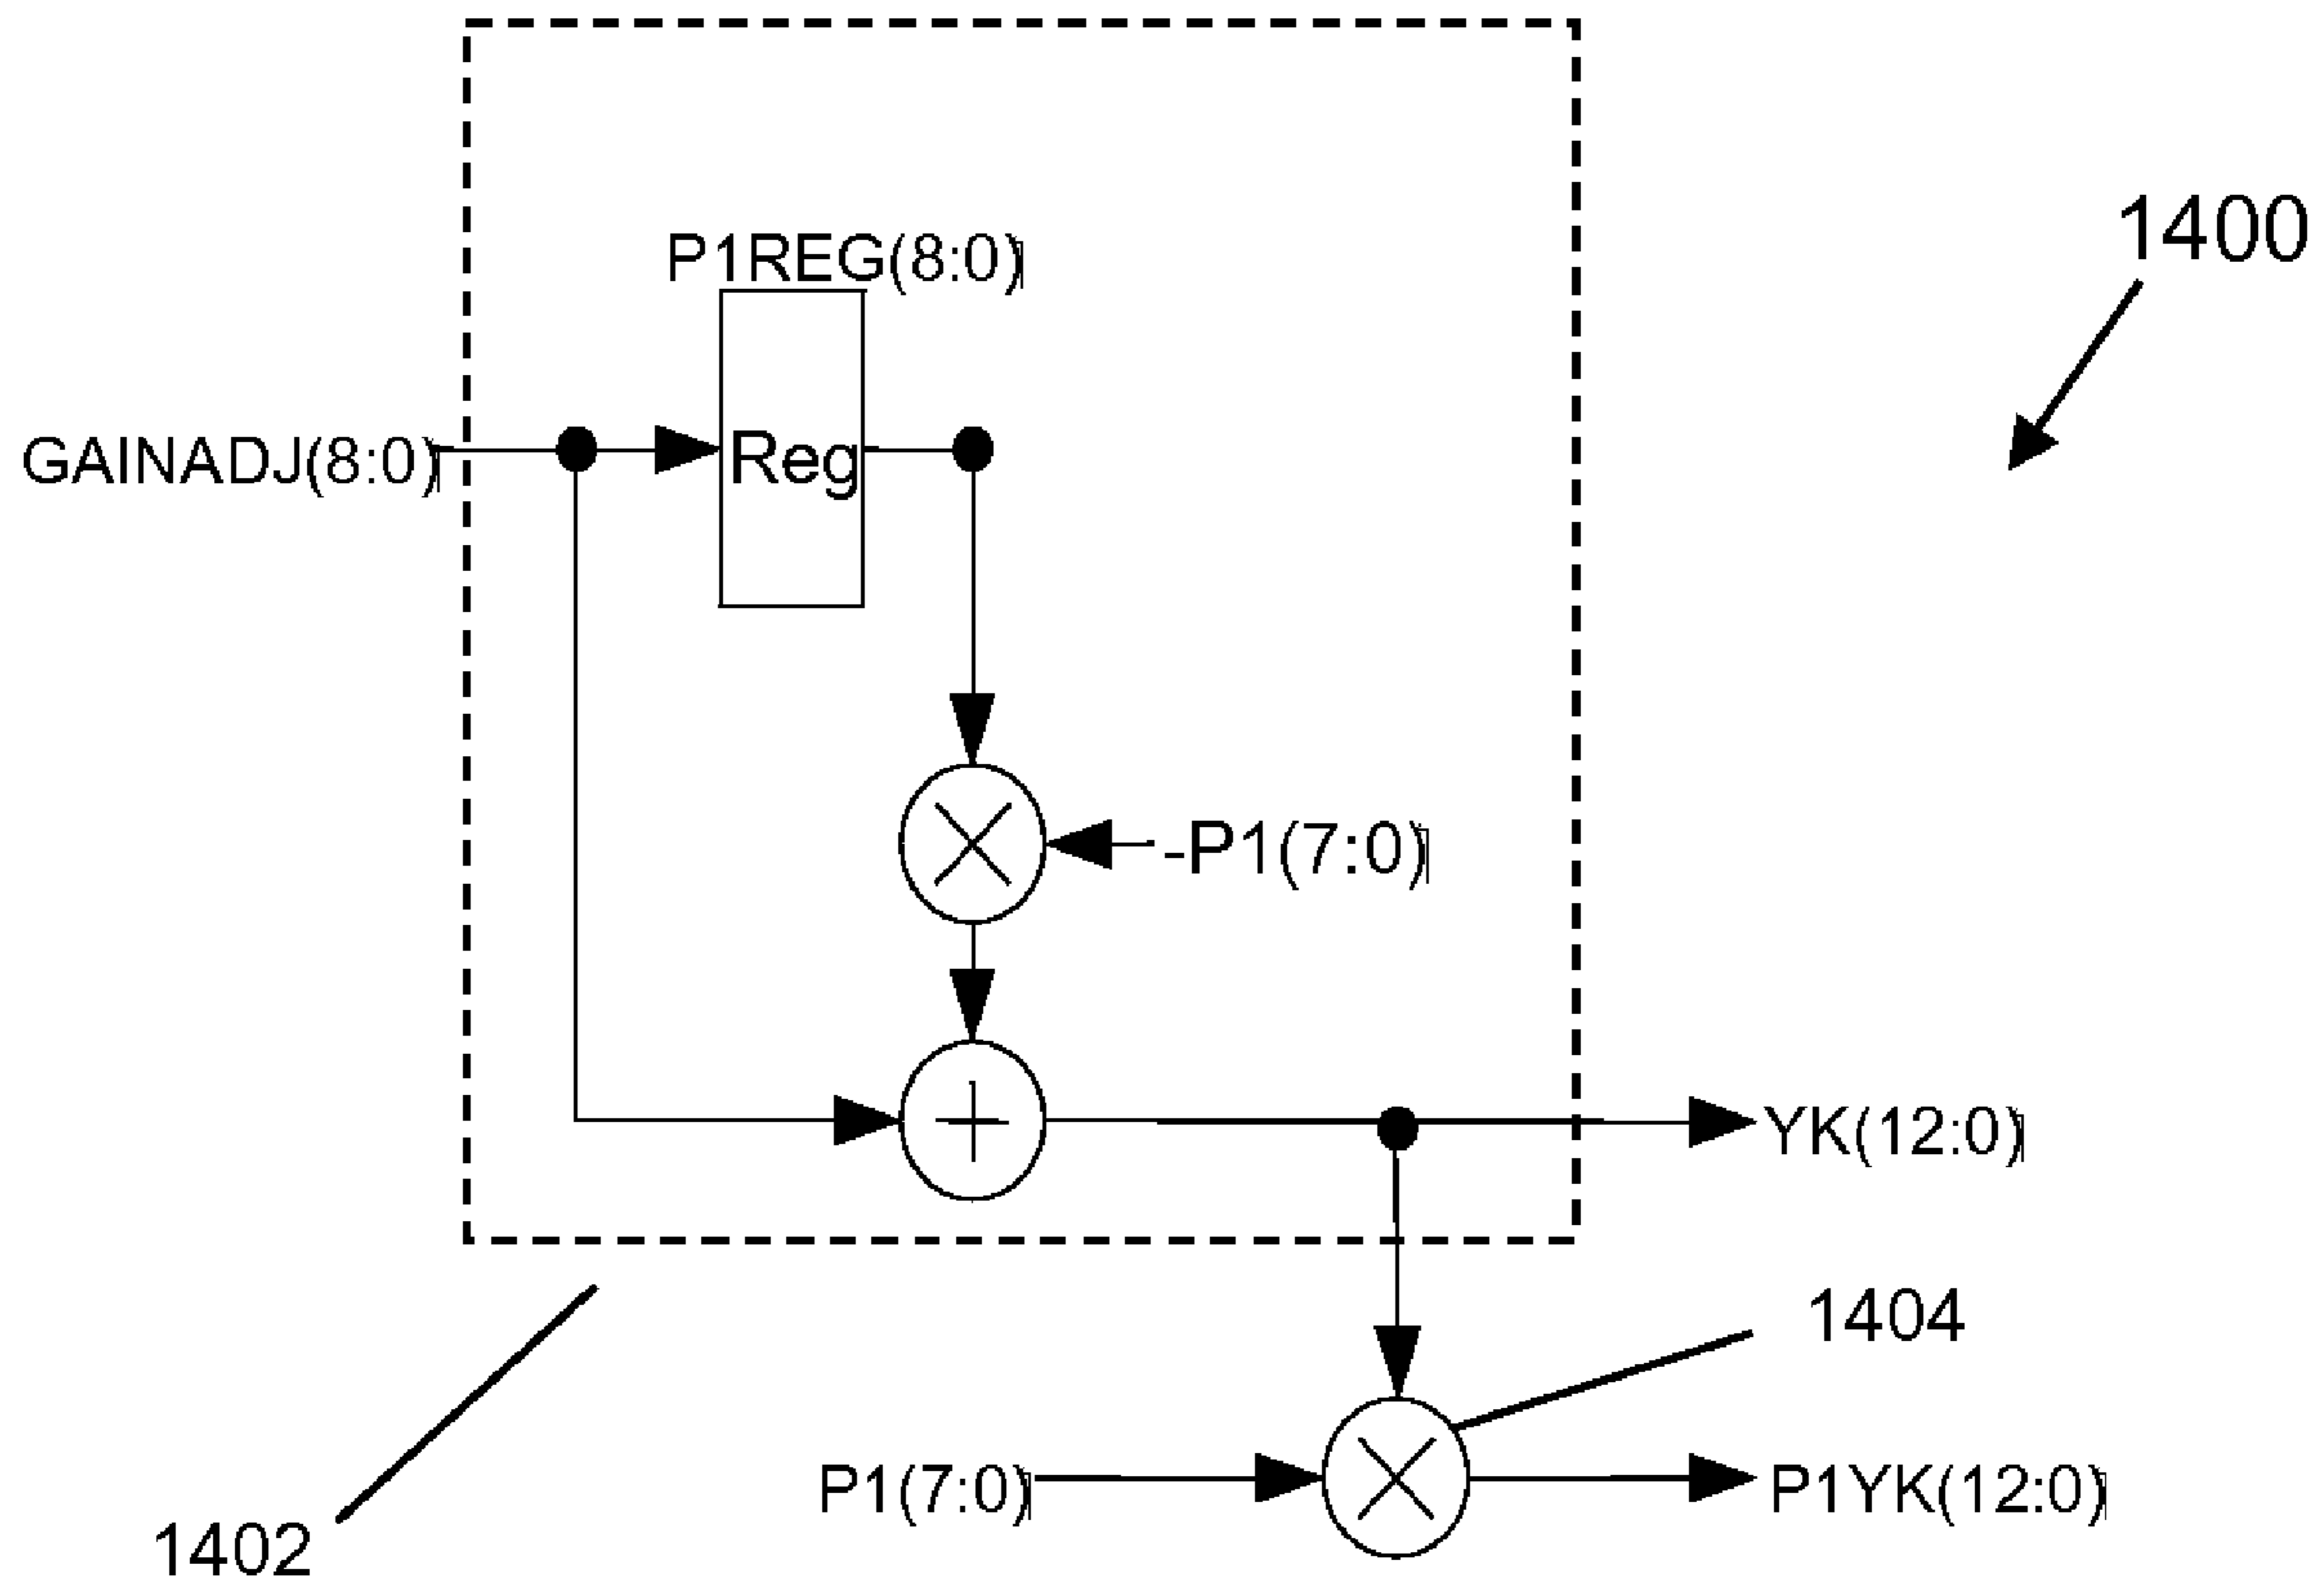 1400
P1REG(8:0)
GAINADJ(8:0)
Reg
-P1(7:0)
YK(12:0)
1404
P1(7:0)
P1YK(12:0)
1402